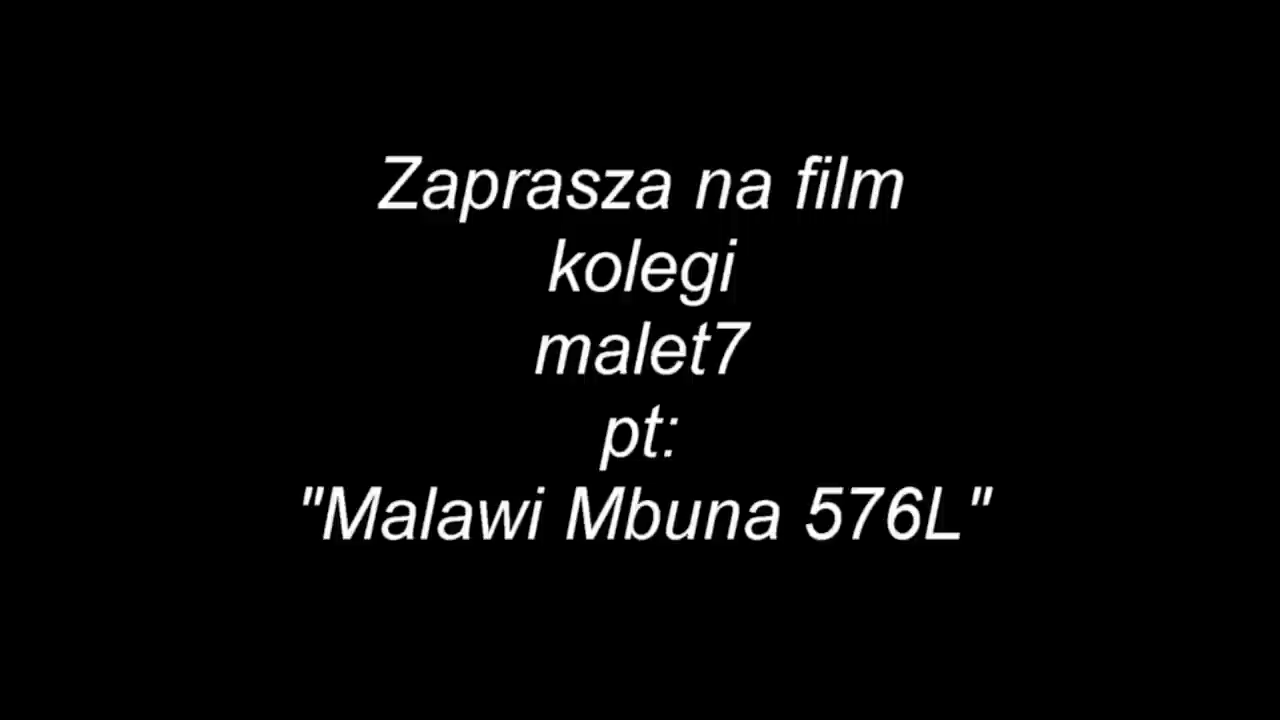 Zaprasza na film
kolegi
malet7
pt:
"Malawi Mbuna 576L"